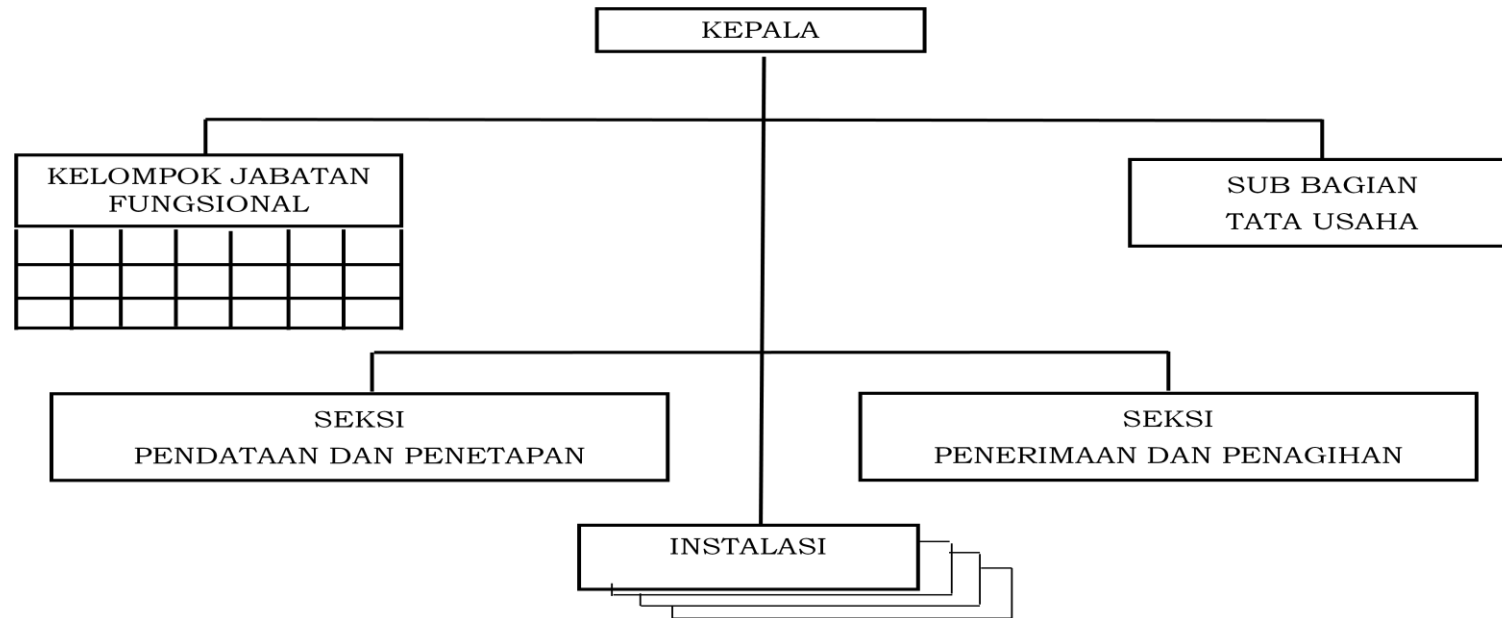 KEPALA
KELOMPOK JABATAN
FUNGSIONAL
SUB BAGIAN
TATA USAHA
SEKSI
PENDATAAN DAN PENETAPAN
SEKSI
PENERIMAAN DAN PENAGIHAN
INSTALASI